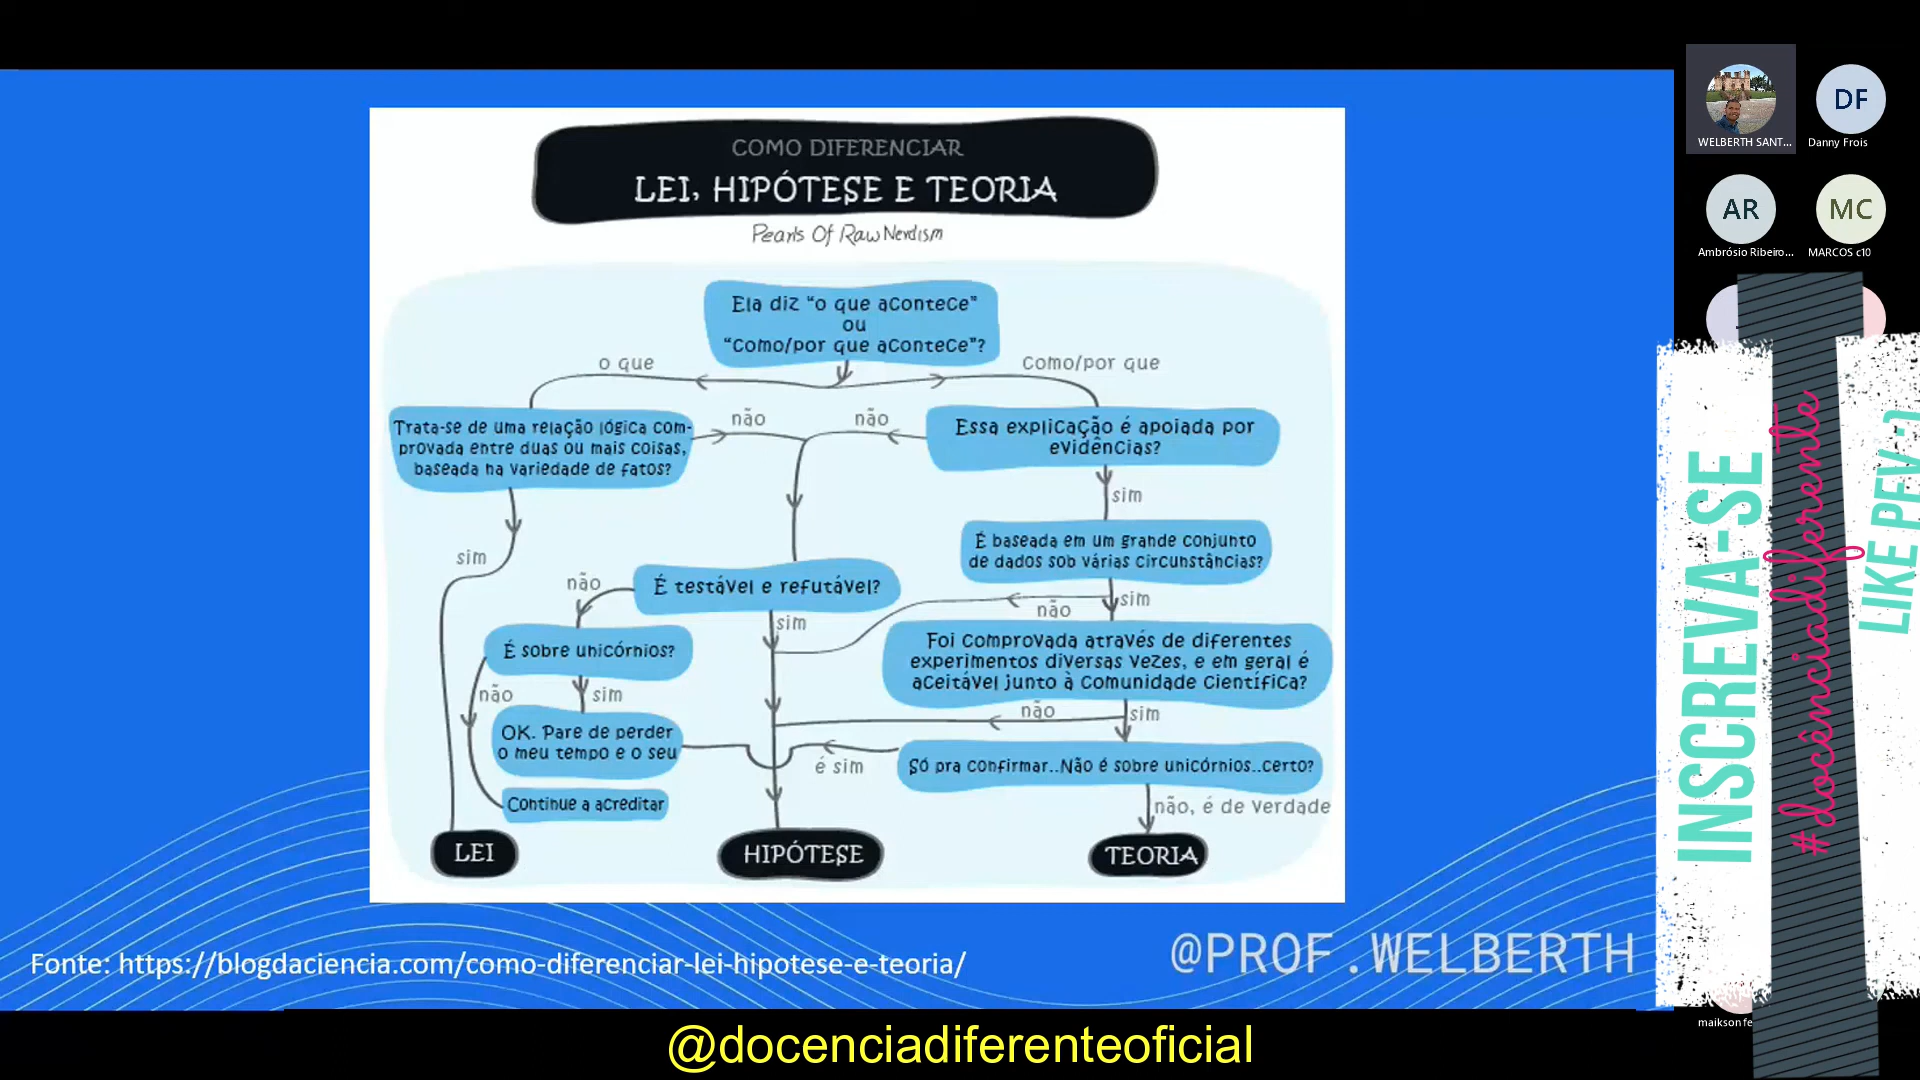 COMO DIFERENCIAR
LEI, HIPÓTESE E TEORIA
Pearls Of Raw Nerdism
Ela diz "o que acontece"
ou
"Como/por que acontece"?
o que
Como/por que
Trata-se de uma relação lógica com-
provada entre duas ou mais coisas,
baseada na variedade de fatos?
não
não
Essa explicação é apoiada por
evidências?
sim
É baseada em um grande conjunto
de dados sob várias circunstâncias?
sim
não
É testável e refutável?
não
sim
sim
não
Foi comprovada através de diferentes
experimentos diversas vezes, e em geral é
aceitável junto à comunidade científica?
É sobre unicórnios?
não
sim
não
sim
OK. Pare de perder
o meu tempo e o seu
é sim
Só pra confirmar..Não é sobre unicórnios..certo?
Continue a acreditar
não, é de verdade
LEI
HIPÓTESE
TEORIA
Fonte: https://blogdaciencia.com/como-diferenciar-lei-hipotese-e-teoria/
@PROF.WELBERTH
@docenciadiferenteoficial
WELBERTH SANT...
DF
Danny Frois
AR
Ambrósio Ribeiro...
MC
MARCOS c10
INSCREVA-SE
#docênciadiferente
LIKE PFV :)
maikson fe